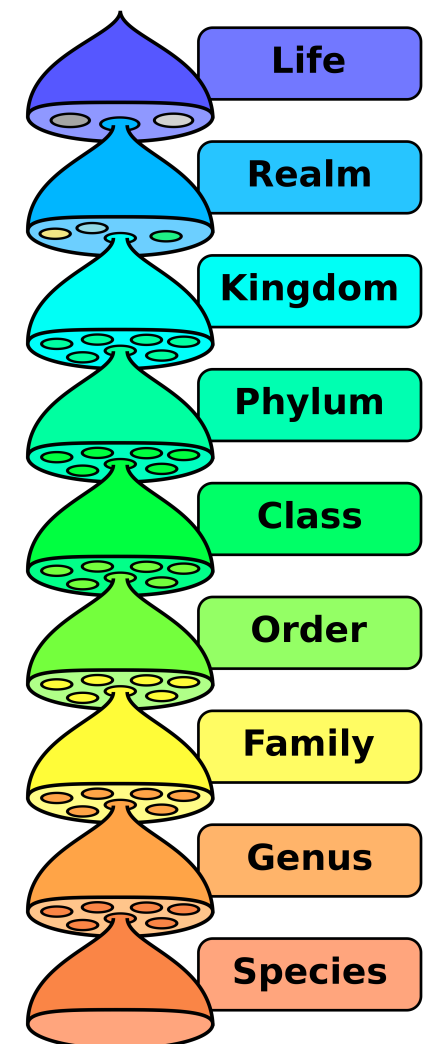 Life
Realm
Kingdom
Phylum
Class
Order
Family
Genus
Species